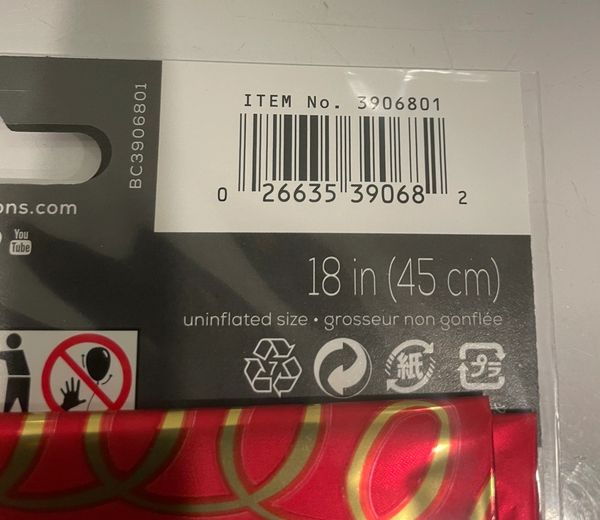 ITEM No. 3906801
BC3906801
0 26635 39068 2
ons.com
You
Tube
18 in (45 cm)
uninflated size • grosseur non gonflée
7
紙
プラ